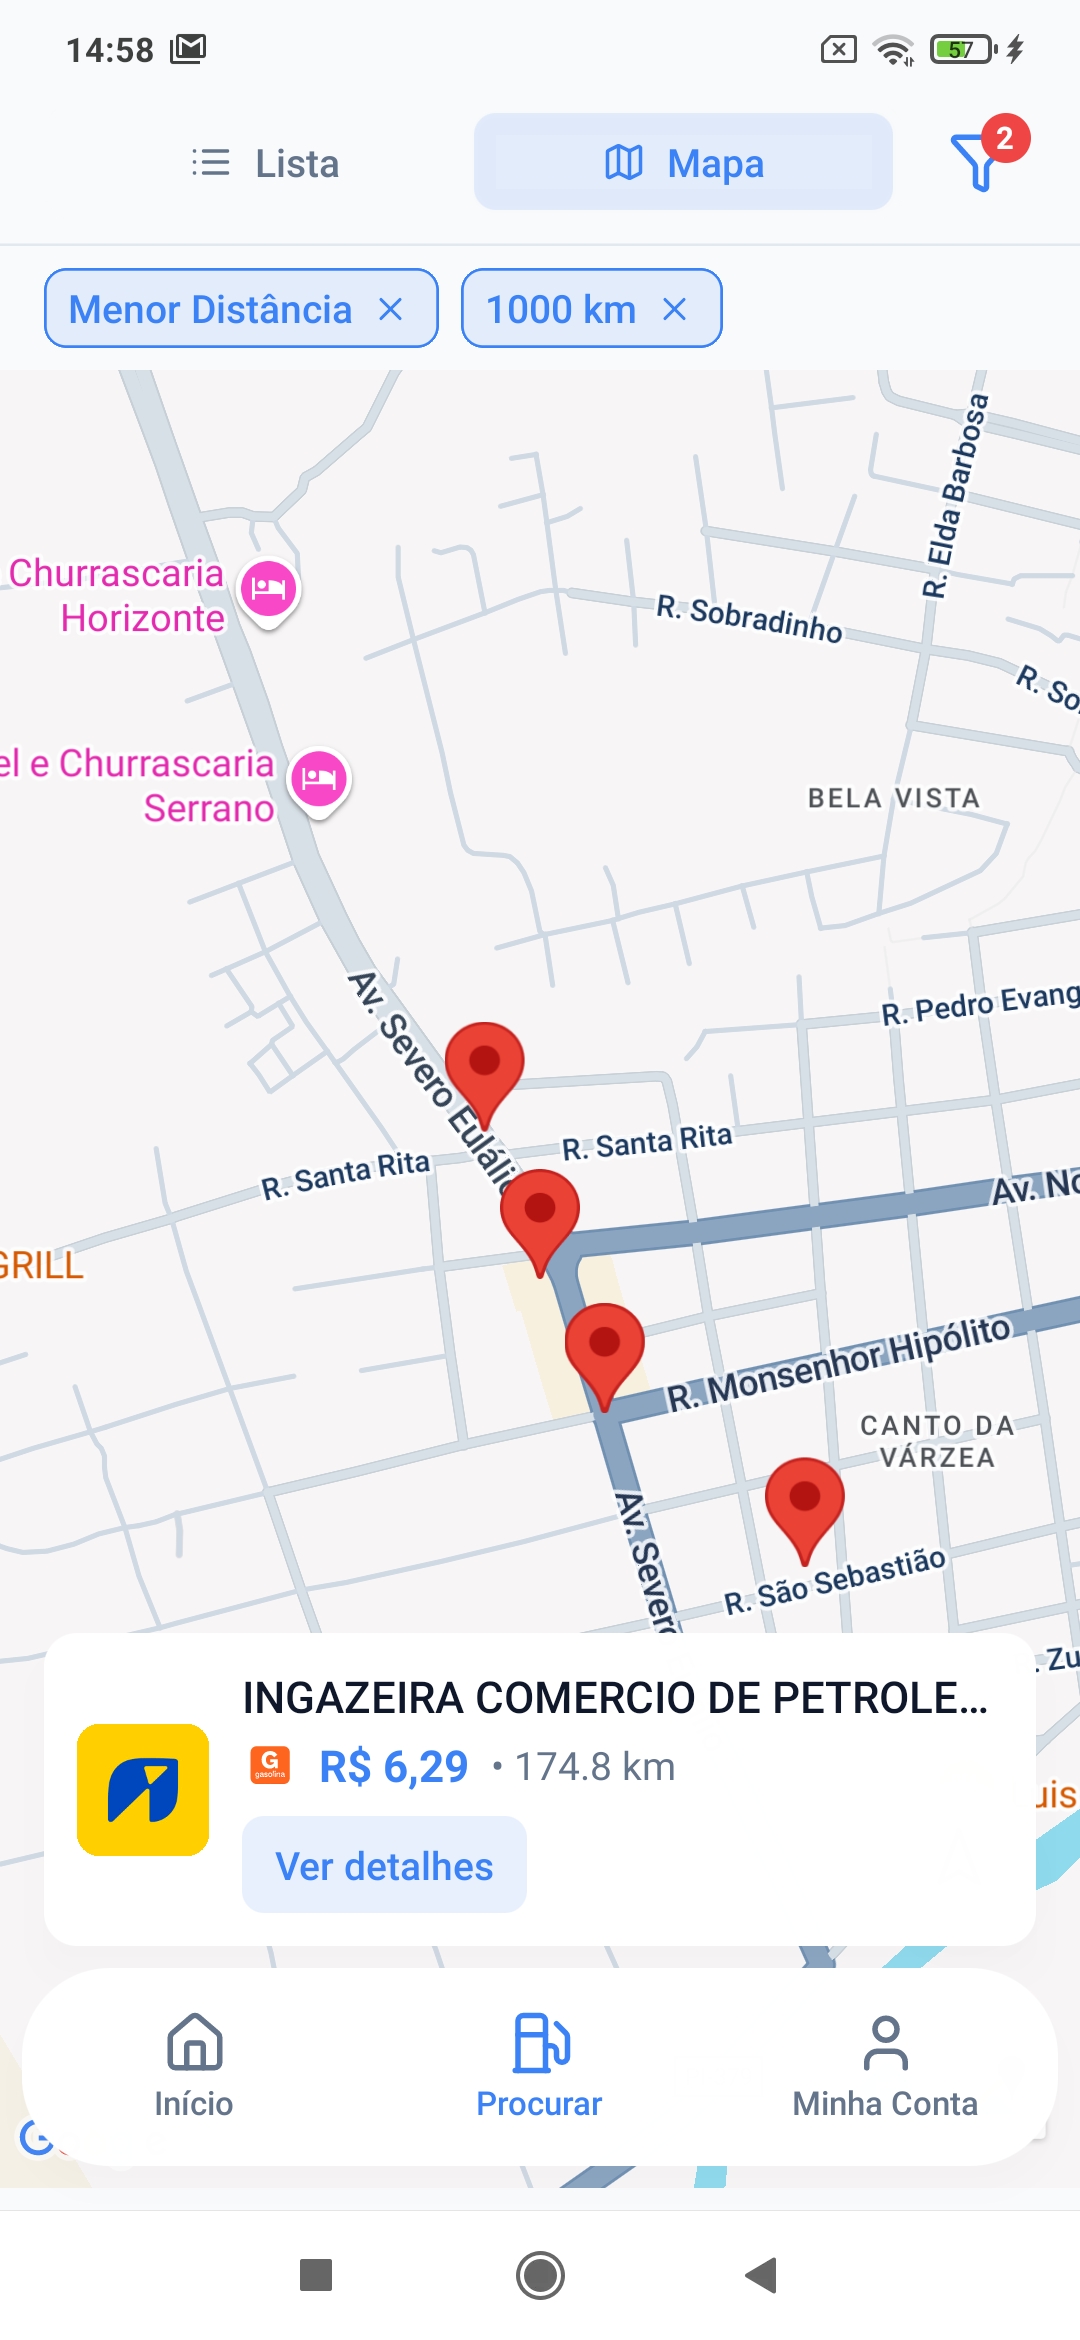 14:58
57
Lista
Mapa
2
Menor Distância
1000 km
R. Elda Barbosa
Churrascaria
Horizonte
R. Sobradinho
R. So
el e Churrascaria
Serrano
BELA VISTA
Av. Severo Eulálio
R. Pedro Evang
R. Santa Rita
R. Santa Rita
Av. No
GRILL
R. Monsenhor Hipólito
CANTO DA
VÁRZEA
Av. Severo
R. São Sebastião
. Zu
INGAZEIRA COMERCIO DE PETROLE...
G
gasolina
R$ 6,29 • 174.8 km
uis
Ver detalhes
Início
Procurar
Minha Conta
G